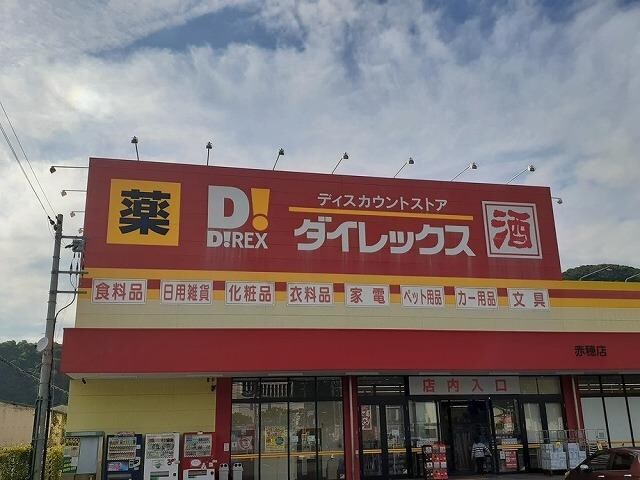 薬
D!
D!REX
ディスカウントストア
ダイレックス
酒
食料品 日用雑貨 化粧品 衣料品 家電 ペット用品 カー用品 文具
赤穂店
店内入口